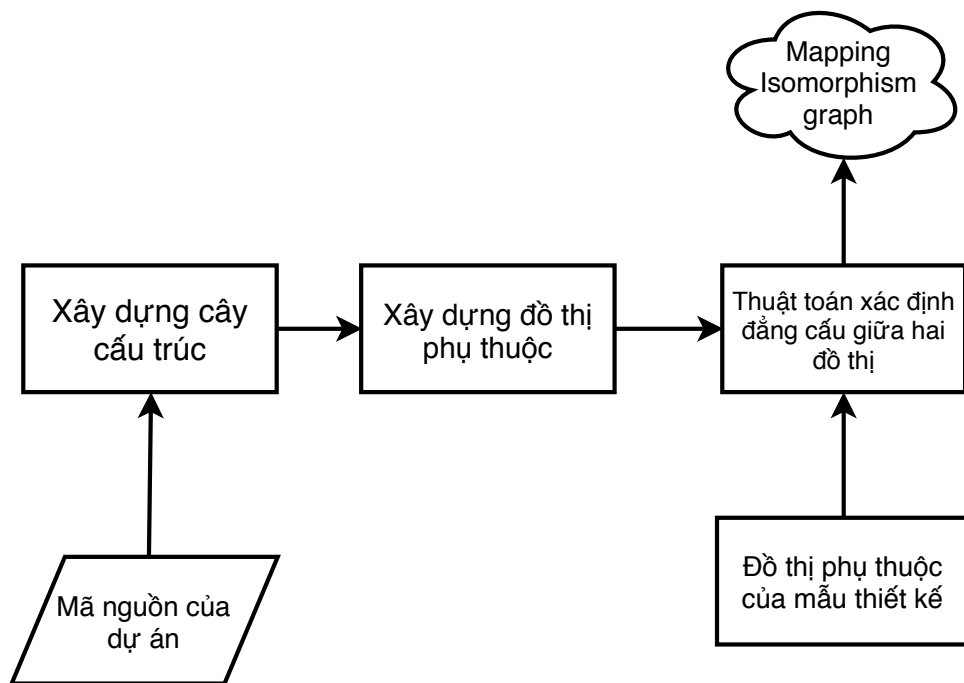 Mapping
Isomorphism
graph
Xây dựng cây
cấu trúc
Xây dựng đồ thị
phụ thuộc
Thuật toán xác định
đẳng cấu giữa hai
đồ thị
Mã nguồn của
dự án
Đồ thị phụ thuộc
của mẫu thiết kế